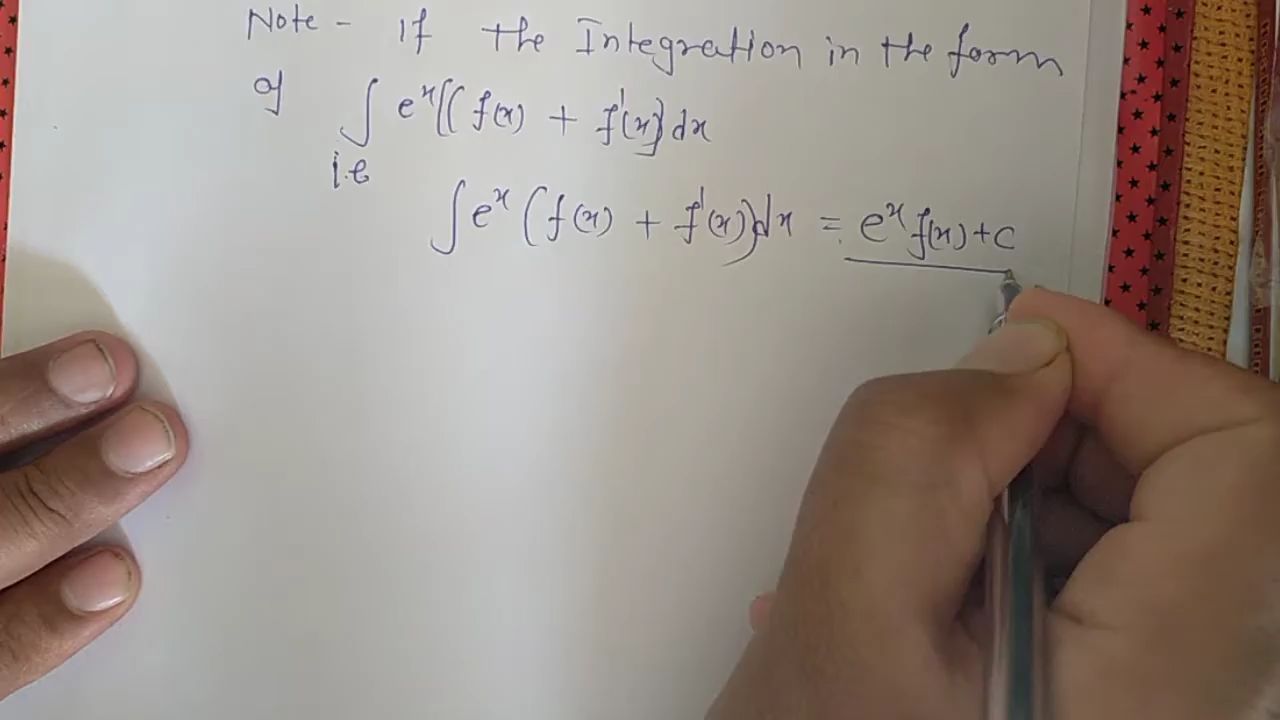 Note - If the Integration in the form
of ∫ e^x[(f(x) + f'(x)] dx
i.e
∫ e^x (f(x) + f'(x)) dx = e^x f(x) + c